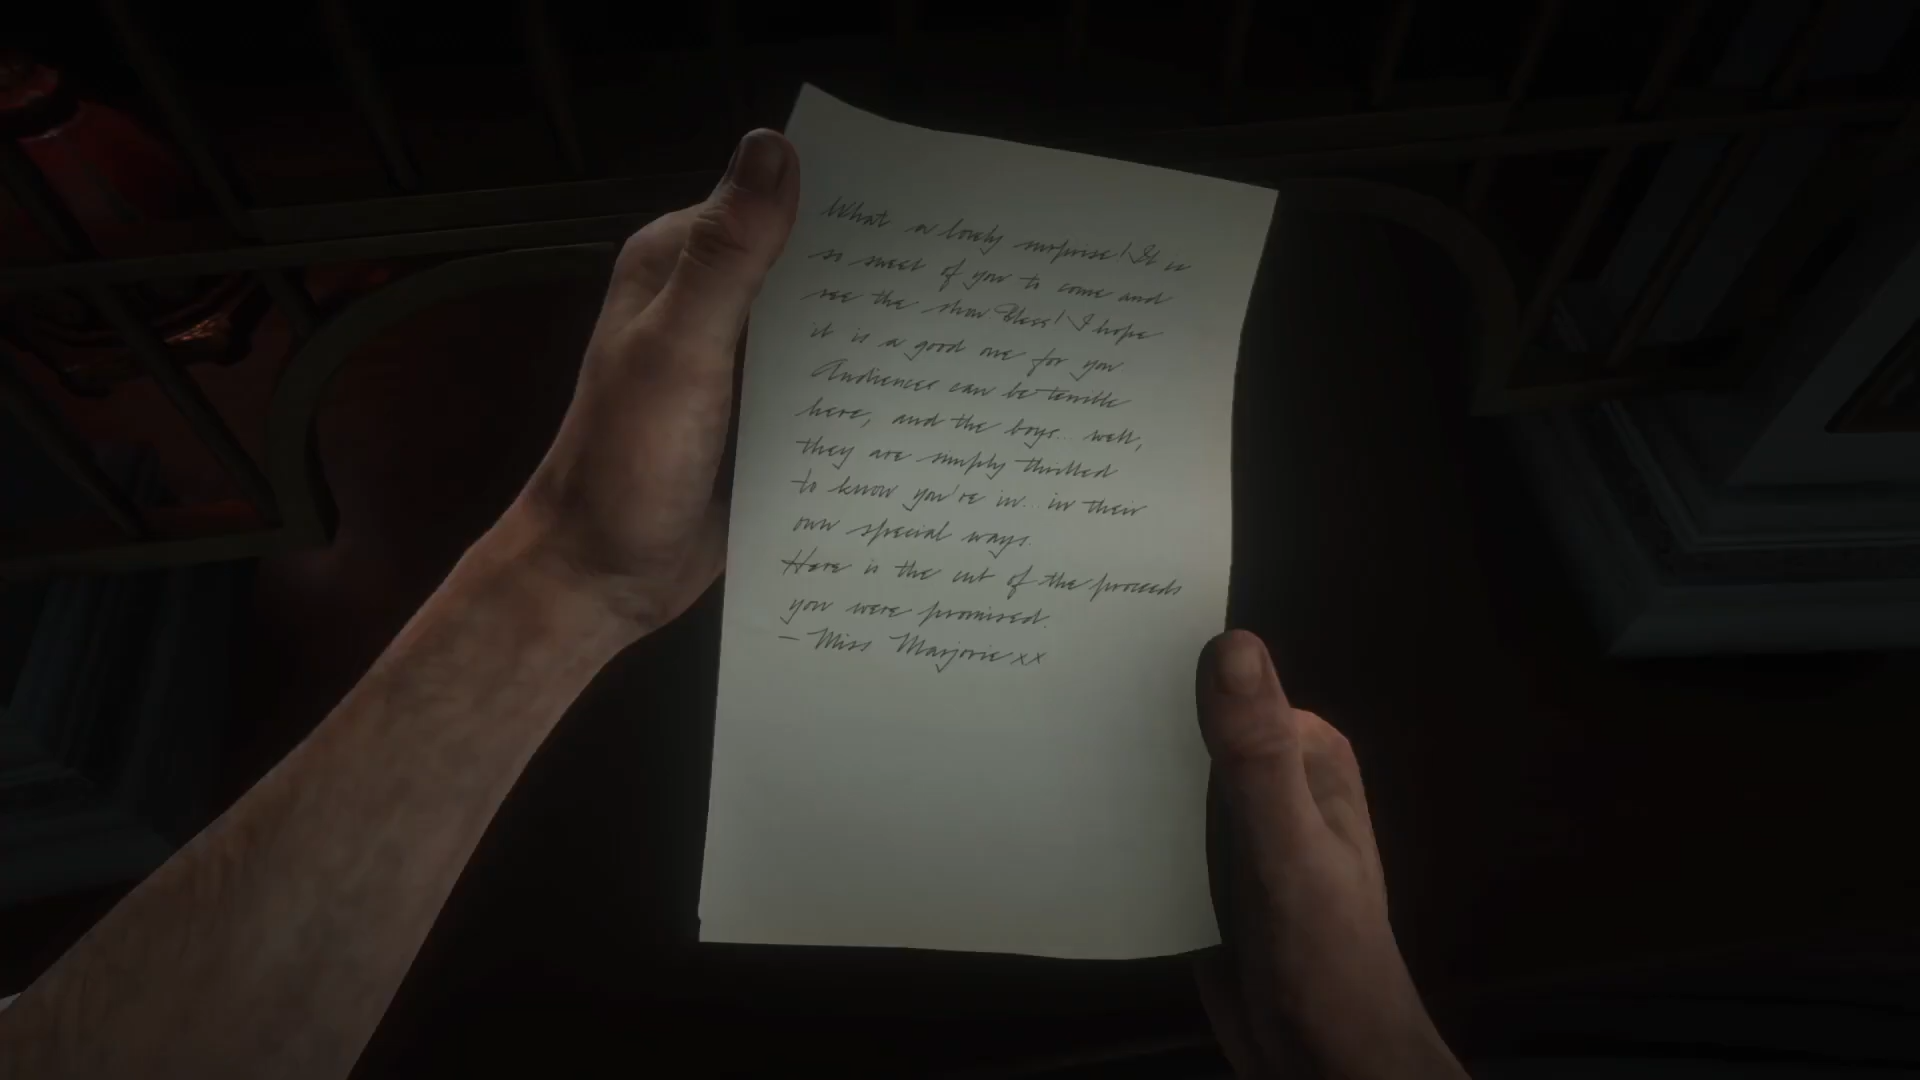 What a lovely surprise! It is
so sweet of you to come and
see the show Bless! I hope
it is a good one for you
Audiences can be terrible
here, and the boys... well,
they are simply thrilled
to know you're in... in their
own special ways.
Here is the cut of the proceeds
you were promised.
— Miss Marjorie xx